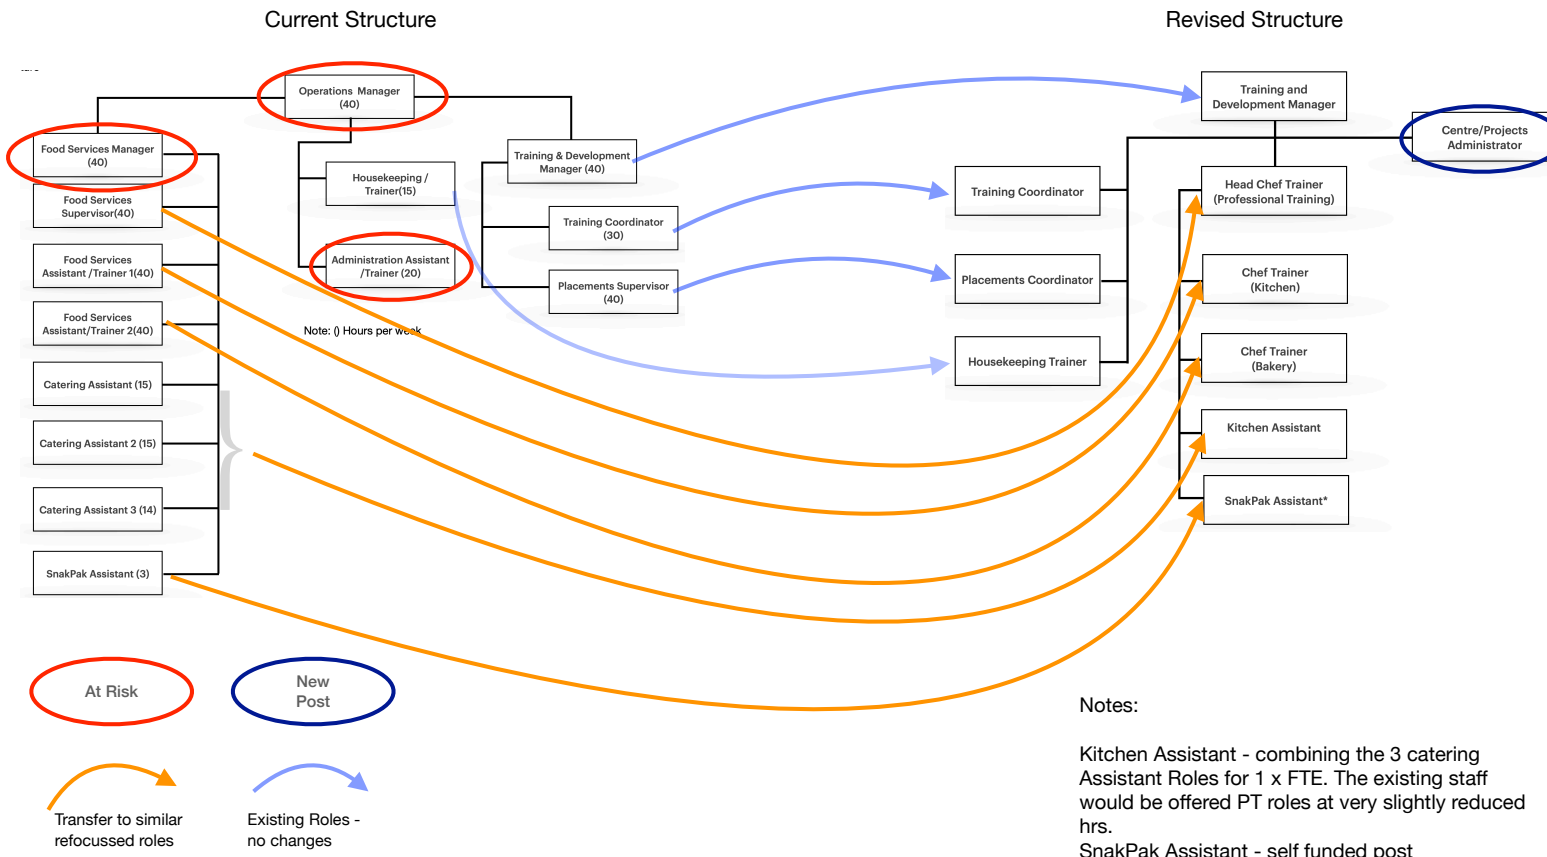 Current Structure
Revised Structure
Operations Manager
(40)
Food Services Manager
(40)
Food Services
Supervisor(40)
Food Services
Assistant /Trainer 1(40)
Food Services
Assistant/Trainer 2(40)
Catering Assistant (15)
Catering Assistant 2 (15)
Catering Assistant 3 (14)
SnakPak Assistant (3)
Housekeeping /
Trainer(15)
Administration Assistant
/Trainer (20)
Note: () Hours per week
Training & Development
Manager (40)
Training Coordinator
(30)
Placements Supervisor
(40)
Training and
Development Manager
Centre/Projects
Administrator
Training Coordinator
Placements Coordinator
Housekeeping Trainer
Head Chef Trainer
(Professional Training)
Chef Trainer
(Kitchen)
Chef Trainer
(Bakery)
Kitchen Assistant
SnakPak Assistant*
At Risk
New
Post
Transfer to similar
refocussed roles
Existing Roles -
no changes
Notes:
Kitchen Assistant - combining the 3 catering
Assistant Roles for 1 x FTE. The existing staff
would be offered PT roles at very slightly reduced
hrs.
SnakPak Assistant - self funded post